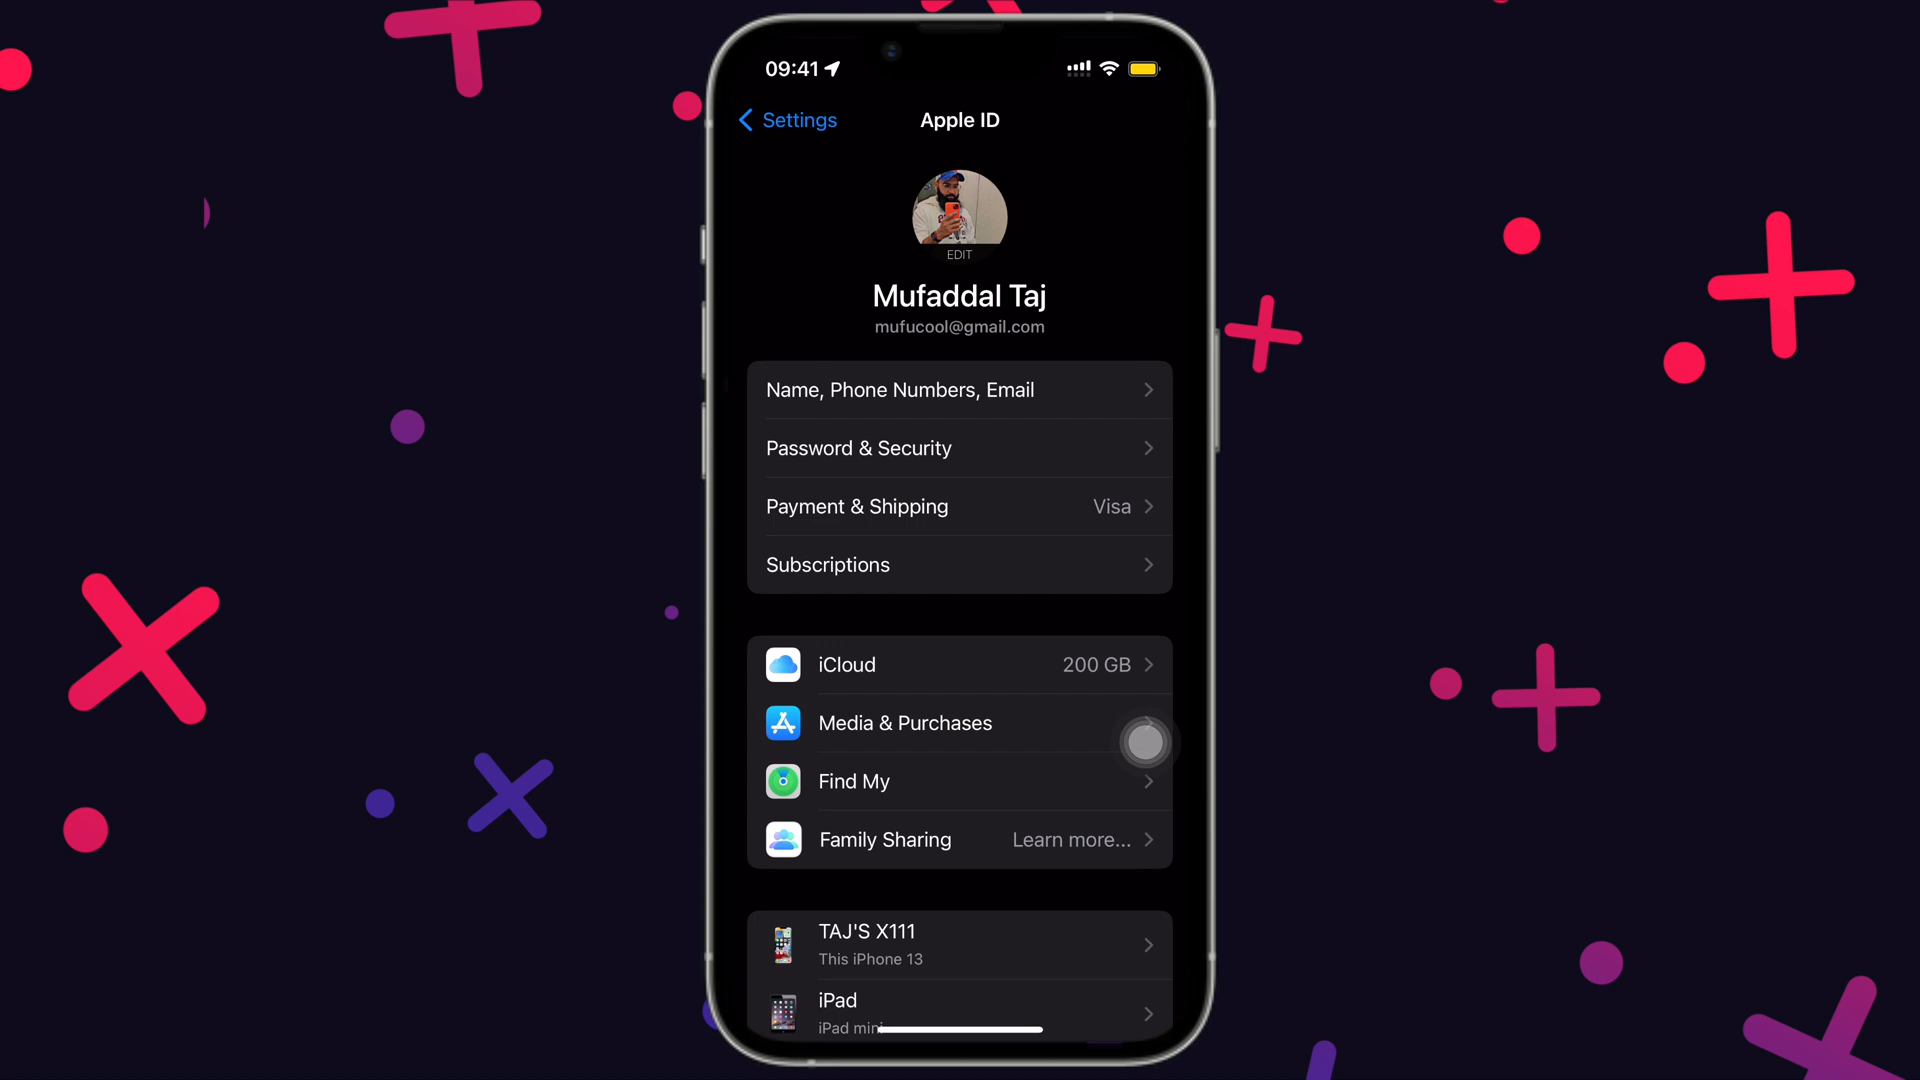 09:41
Settings
Apple ID
EDIT
Mufaddal Taj
mufucool@gmail.com
Name, Phone Numbers, Email
Password & Security
Payment & Shipping Visa
Subscriptions
iCloud 200 GB
Media & Purchases
Find My
Family Sharing Learn more...
TAJ'S X111
This iPhone 13
iPad
iPad mini